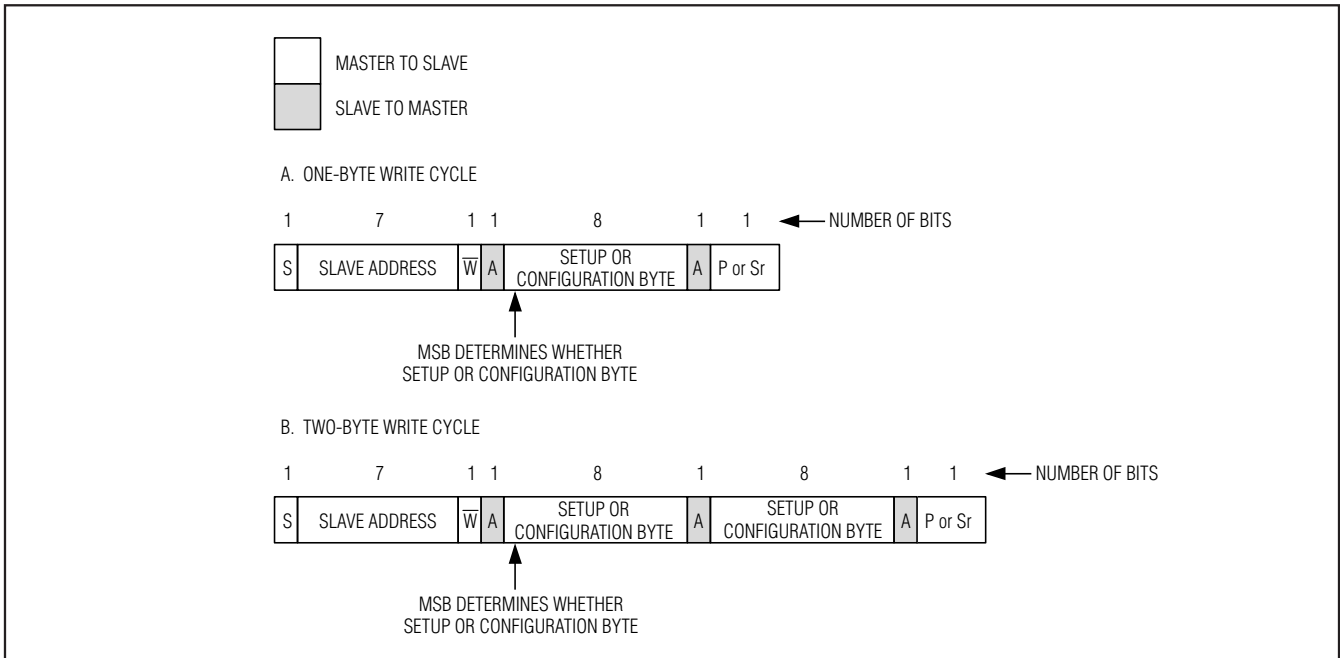 MASTER TO SLAVE
SLAVE TO MASTER
A. ONE-BYTE WRITE CYCLE
1 7 1 1 8 1 1 NUMBER OF BITS
S SLAVE ADDRESS W̅ A SETUP OR CONFIGURATION BYTE A P or Sr
MSB DETERMINES WHETHER
SETUP OR CONFIGURATION BYTE
B. TWO-BYTE WRITE CYCLE
1 7 1 1 8 1 8 1 1 NUMBER OF BITS
S SLAVE ADDRESS W̅ A SETUP OR CONFIGURATION BYTE A SETUP OR CONFIGURATION BYTE A P or Sr
MSB DETERMINES WHETHER
SETUP OR CONFIGURATION BYTE